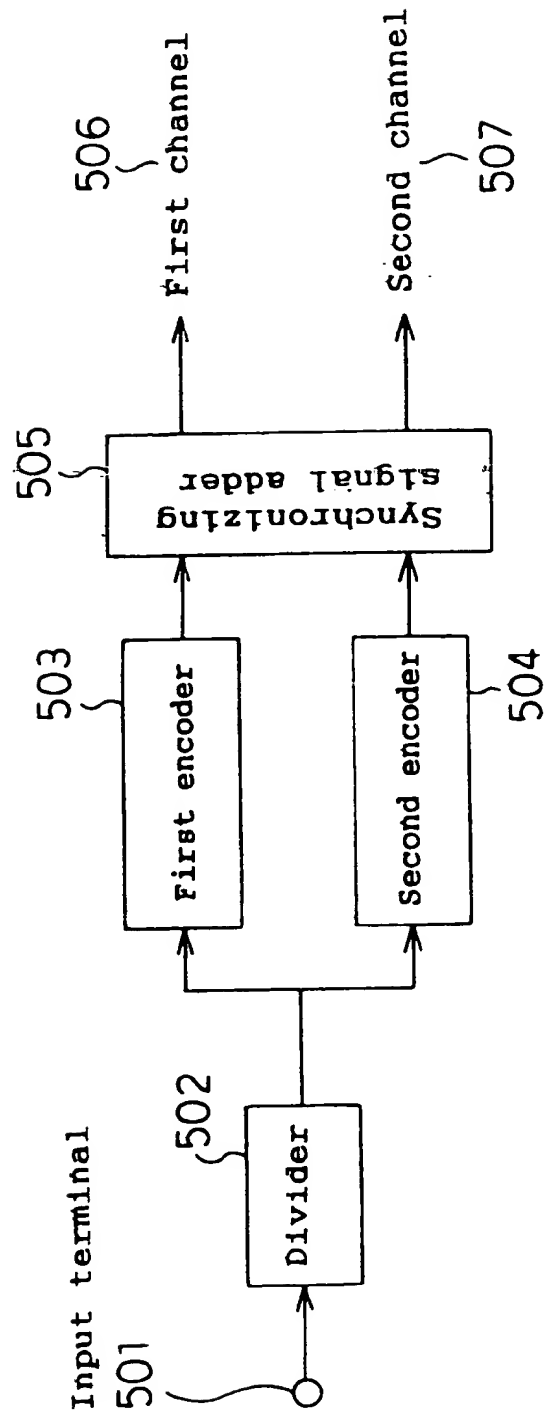 Input terminal
501
502
Divider
503
First encoder
Second encoder
504
505
Synchronizing
signal adder
506
First channel
Second channel
507